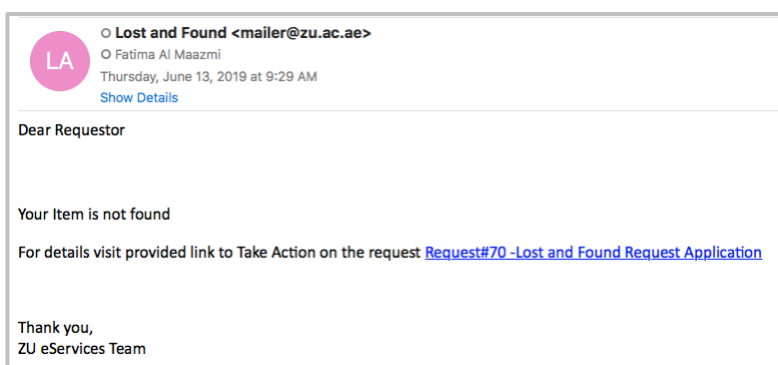 LA
Lost and Found <mailer@zu.ac.ae>
Fatima Al Maazmi
Thursday, June 13, 2019 at 9:29 AM
Show Details
Dear Requestor
Your Item is not found
For details visit provided link to Take Action on the request Request#70 -Lost and Found Request Application
Thank you,
ZU eServices Team